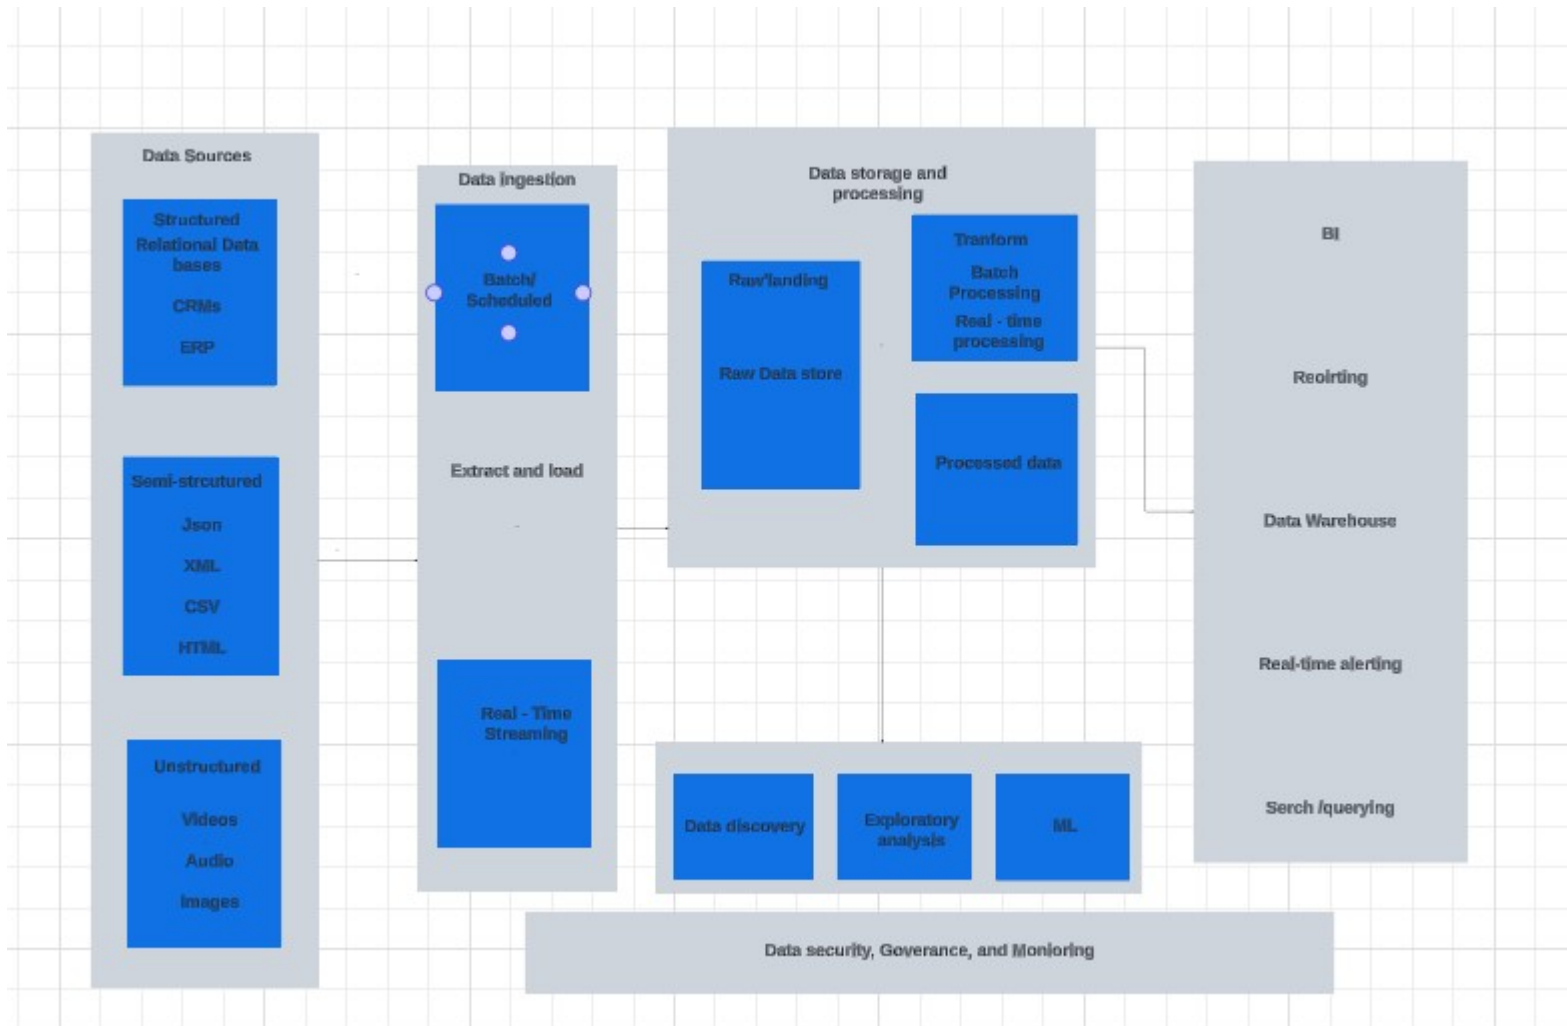 Data Sources
Structured
Relational Data
bases
CRMs
ERP
Semi-strcutured
Json
XML
CSV
HTML
Unstructured
Videos
Audio
Images
Data ingestion
Batch/
Scheduled
Extract and load
Real - Time
Streaming
Data storage and
processing
Raw'landing
Raw Data store
Tranform
Batch
Processing
Real - time
processing
Processed data
Data discovery
Exploratory
analysis
ML
BI
Reoirting
Data Warehouse
Real-time alerting
Serch /querying
Data security, Goverance, and Monioring